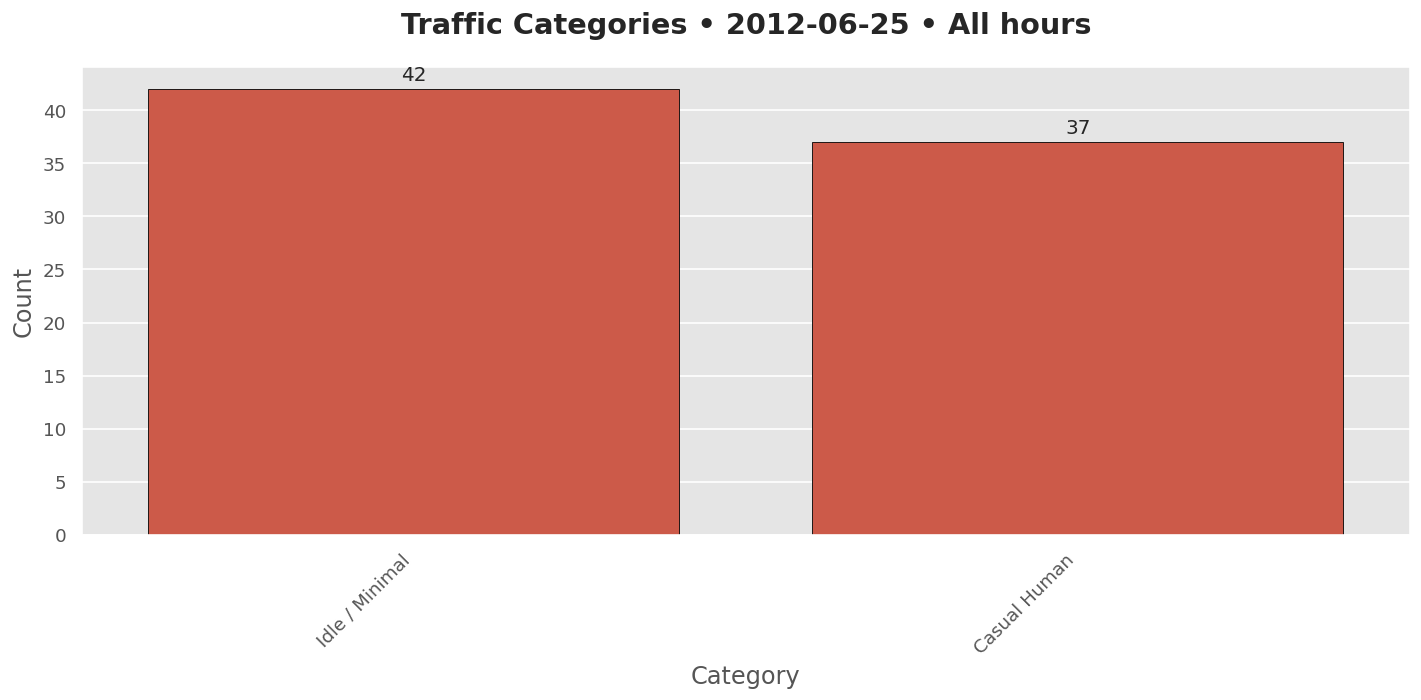 Traffic Categories • 2012-06-25 • All hours
42
37
40
35
30
25
20
15
10
5
0
Count
Idle / Minimal
Casual Human
Category